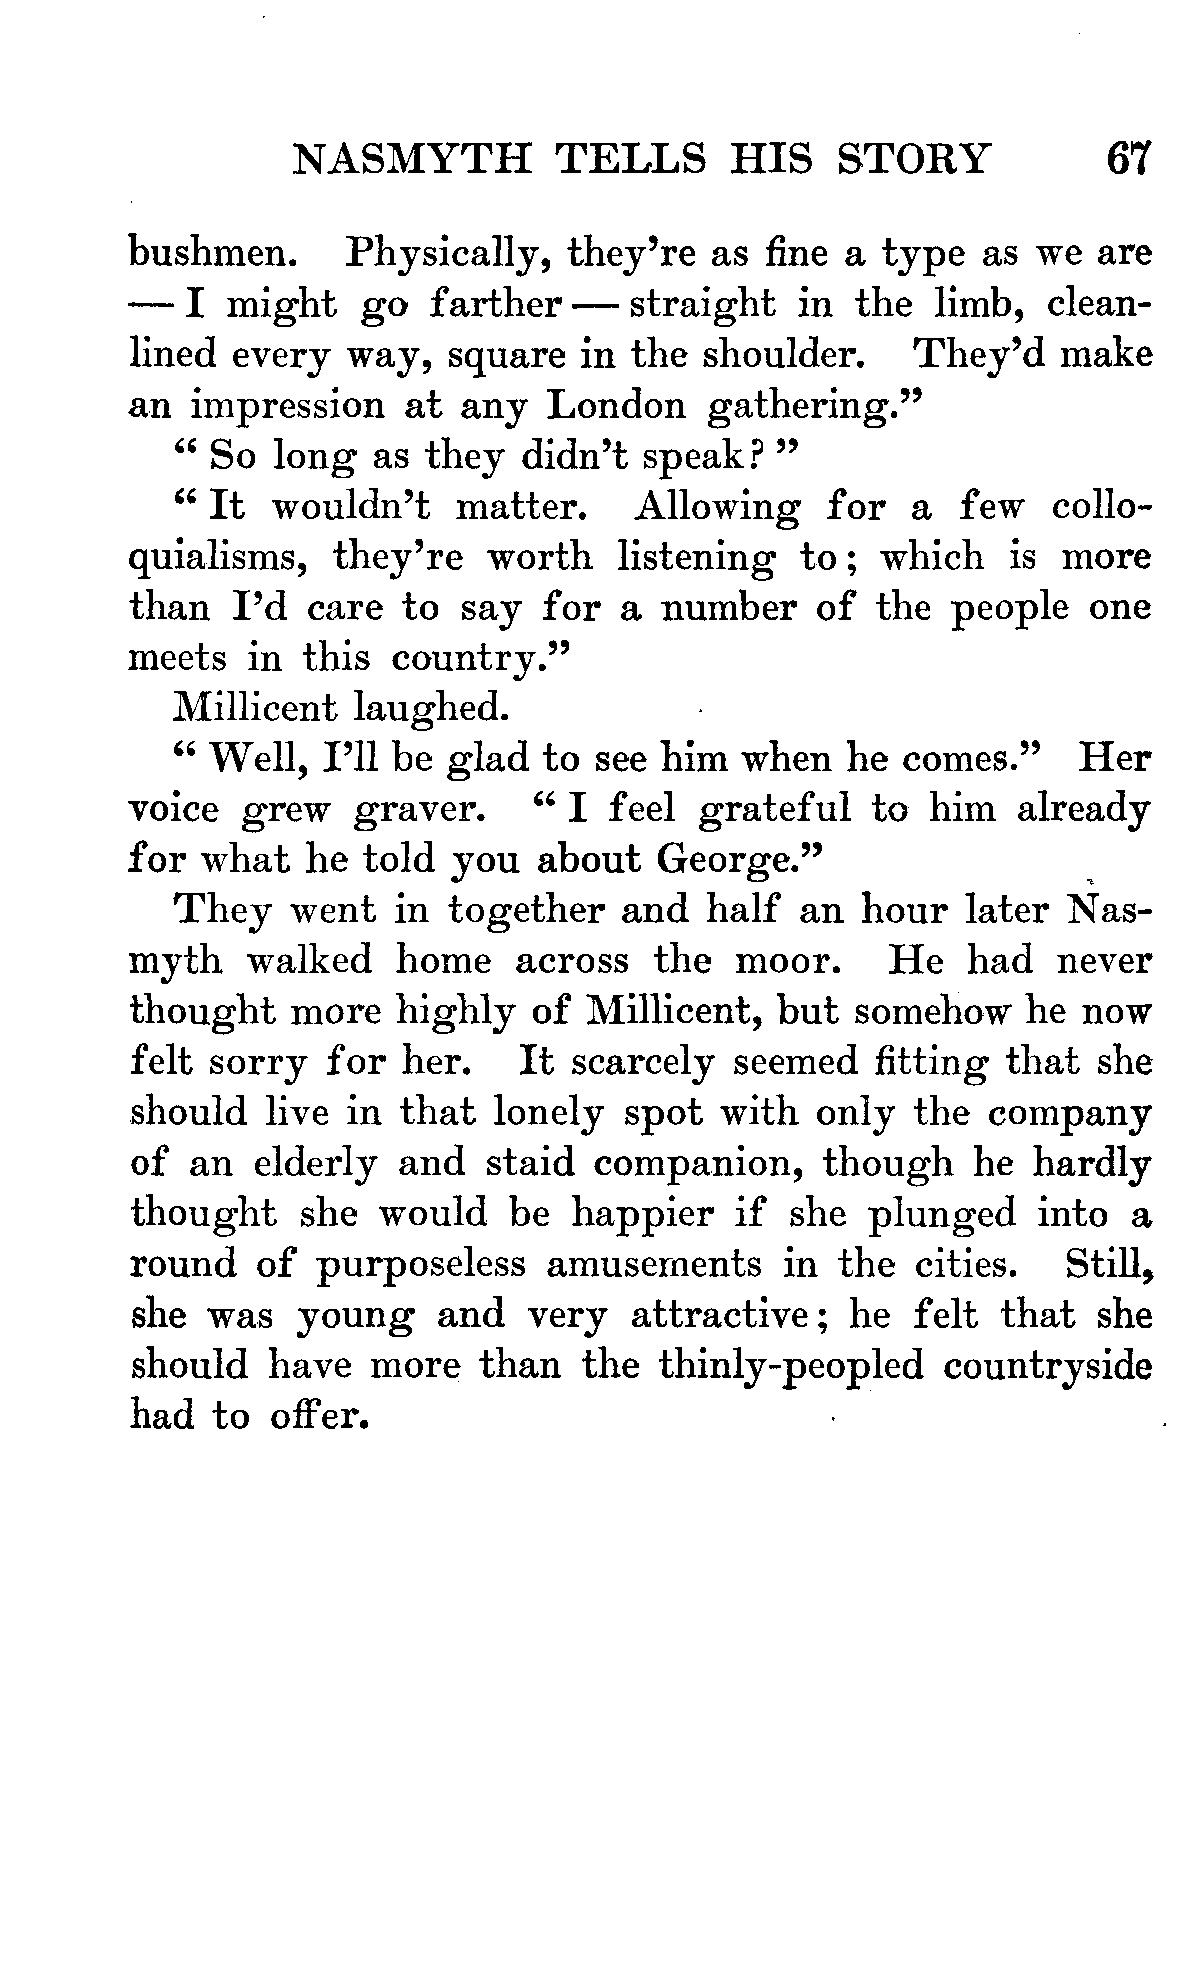 NASMYTH TELLS HIS STORY 67
bushmen. Physically, they're as fine a type as we are
— I might go farther — straight in the limb, clean-
lined every way, square in the shoulder. They'd make
an impression at any London gathering."
" So long as they didn't speak? "
" It wouldn't matter. Allowing for a few collo-
quialisms, they're worth listening to; which is more
than I'd care to say for a number of the people one
meets in this country."
Millicent laughed.
" Well, I'll be glad to see him when he comes." Her
voice grew graver. " I feel grateful to him already
for what he told you about George."
They went in together and half an hour later Nas-
myth walked home across the moor. He had never
thought more highly of Millicent, but somehow he now
felt sorry for her. It scarcely seemed fitting that she
should live in that lonely spot with only the company
of an elderly and staid companion, though he hardly
thought she would be happier if she plunged into a
round of purposeless amusements in the cities. Still,
she was young and very attractive; he felt that she
should have more than the thinly-peopled countryside
had to offer.